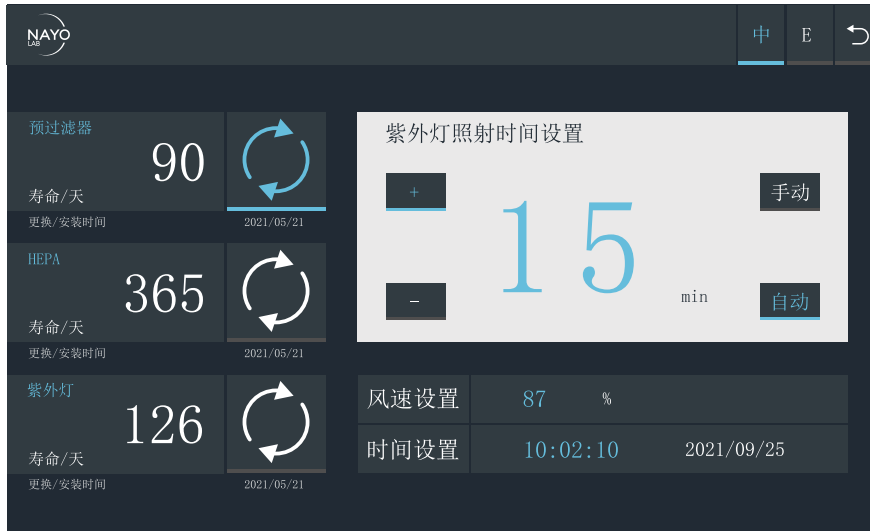 NAYO
LAB
中 E
预过滤器
90
寿命/天
更换/安装时间 2021/05/21
HEPA
365
寿命/天
更换/安装时间 2021/05/21
紫外灯
126
寿命/天
更换/安装时间 2021/05/21
紫外灯照射时间设置
+ 手动
15
- min 自动
风速设置 87 %
时间设置 10:02:10 2021/09/25